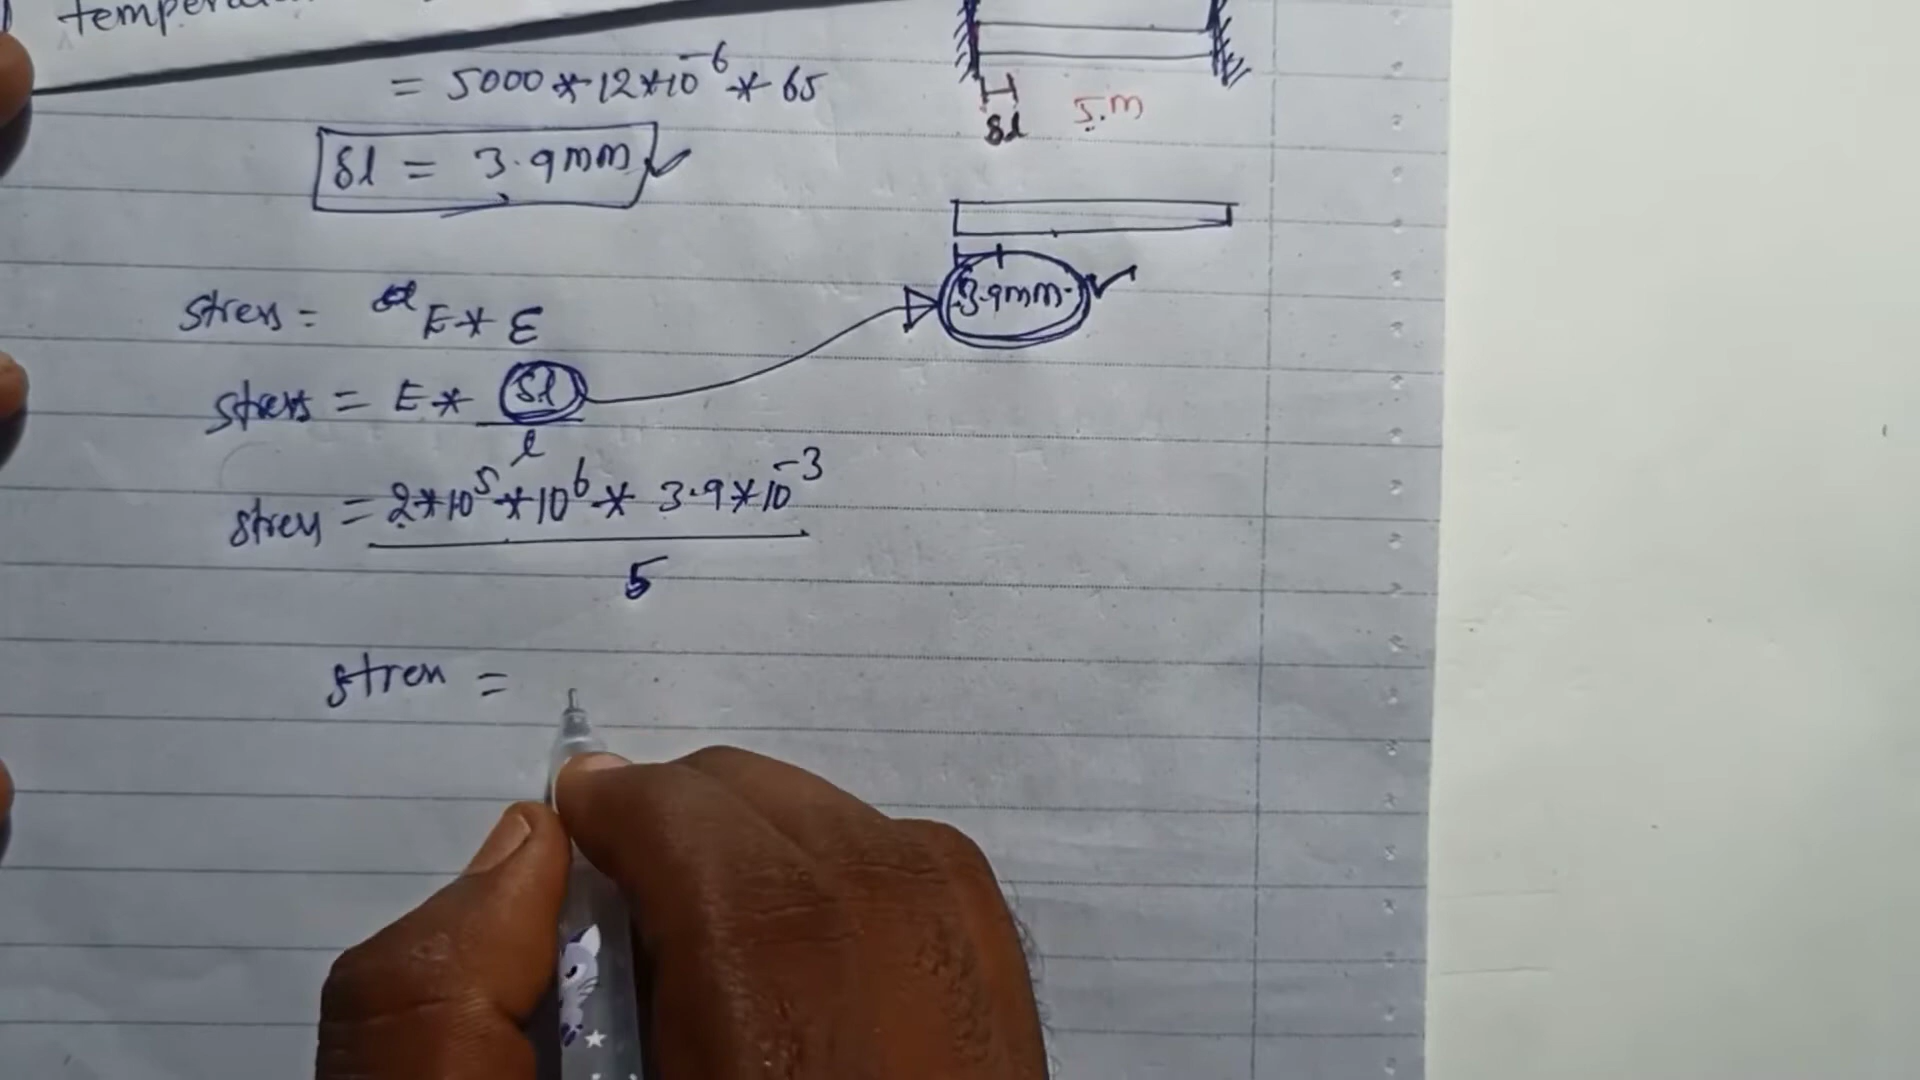 = 5000 * 12 * 10⁻⁶ * 65
δl = 3.9mm
5.m
δl
3.9mm
stress = E * ε
stress = E * δl
l
stress = 2*10⁵ * 10⁶ * 3.9*10⁻³
5
stress =